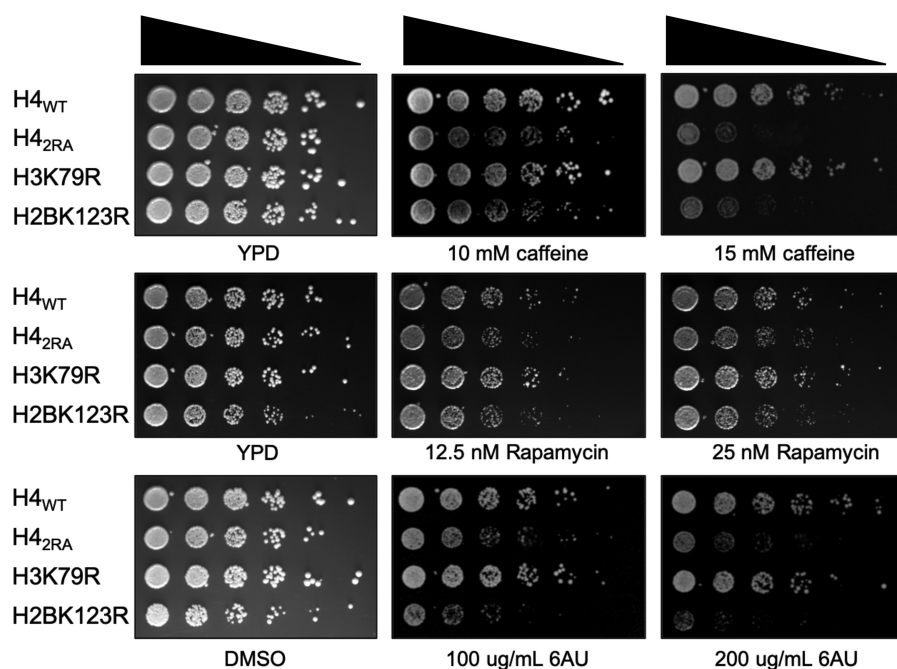 H4WT
H42RA
H3K79R
H2BK123R
YPD
10 mM caffeine
15 mM caffeine
H4WT
H42RA
H3K79R
H2BK123R
YPD
12.5 nM Rapamycin
25 nM Rapamycin
H4WT
H42RA
H3K79R
H2BK123R
DMSO
100 ug/mL 6AU
200 ug/mL 6AU